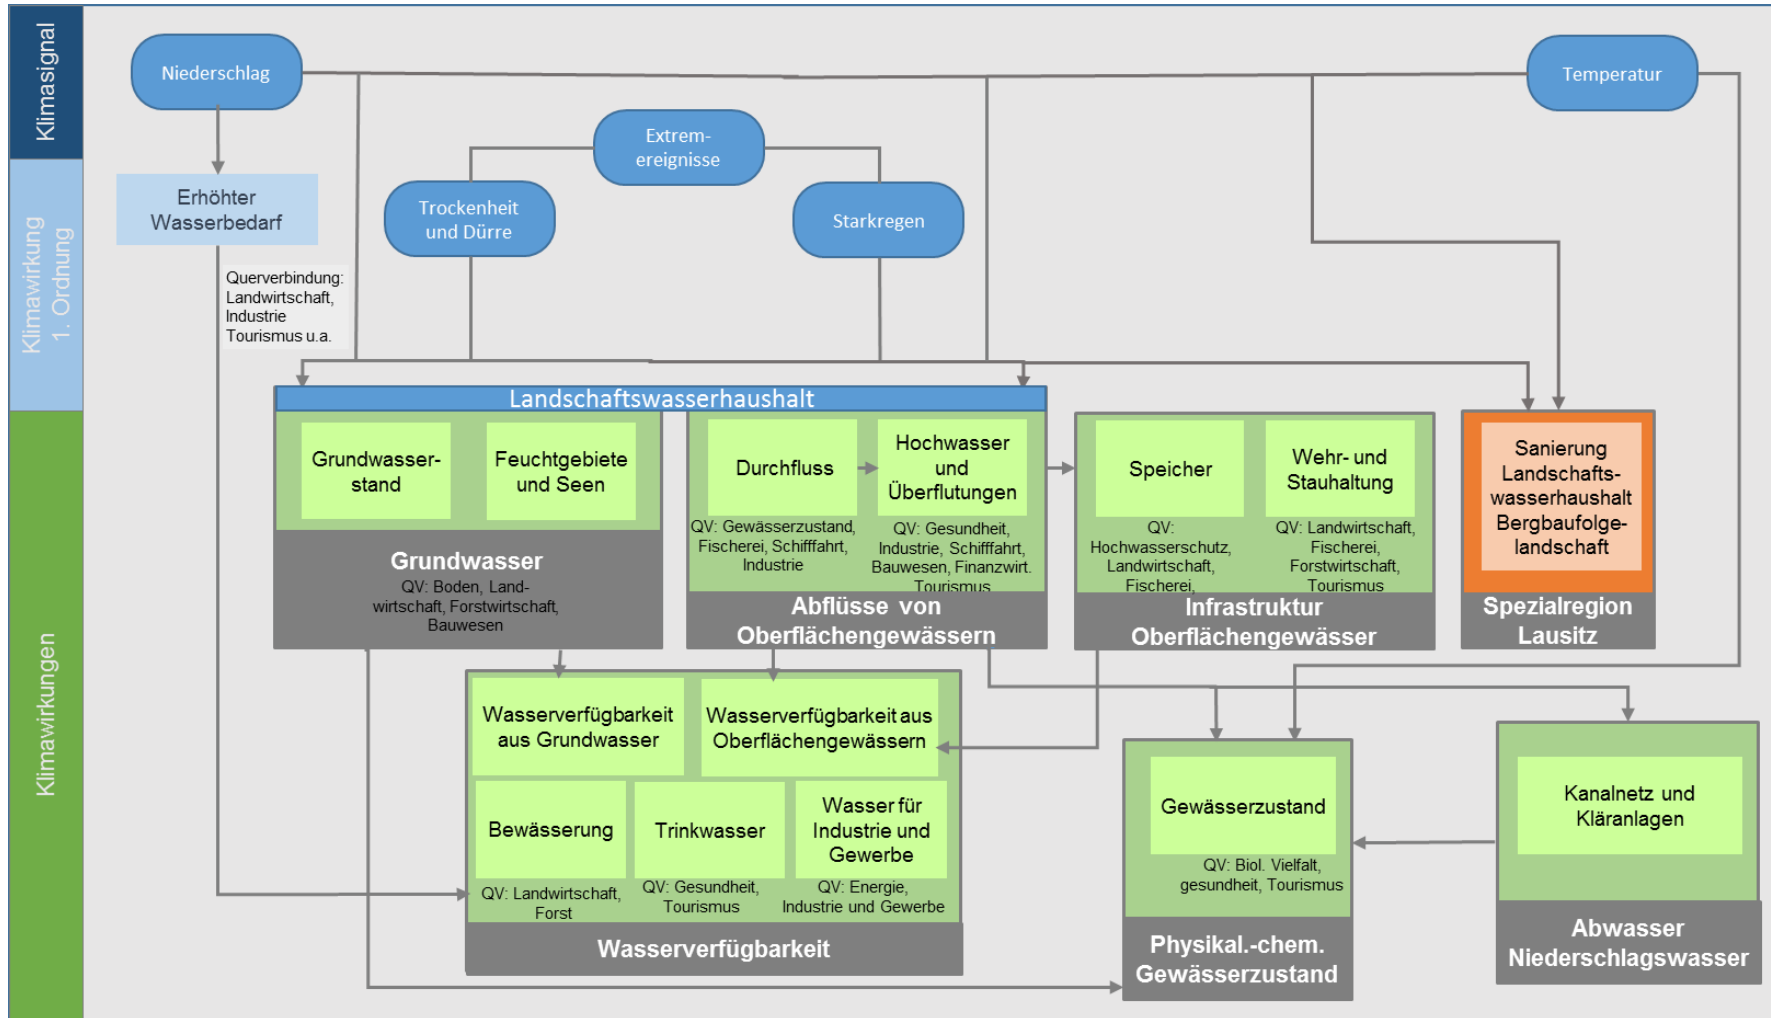 Klimasignal
Niederschlag
Temperatur
Extrem-
ereignisse
Klimawirkung
1. Ordnung
Erhöhter
Wasserbedarf
Trockenheit
und Dürre
Starkregen
Querverbindung:
Landwirtschaft,
Industrie
Tourismus u.a.
Klimawirkungen
Landschaftswasserhaushalt
Grundwasser-
stand
Feuchtgebiete
und Seen
Grundwasser
QV: Boden, Land-
wirtschaft, Forstwirtschaft,
Bauwesen
Durchfluss
QV: Gewässerzustand,
Fischerei, Schifffahrt,
Industrie
Hochwasser
und
Überflutungen
QV: Gesundheit,
Industrie, Schifffahrt,
Bauwesen, Finanzwirt.
Tourismus
Abflüsse von
Oberflächengewässern
Speicher
QV:
Hochwasserschutz,
Landwirtschaft,
Fischerei,
Wehr- und
Stauhaltung
QV: Landwirtschaft,
Fischerei,
Forstwirtschaft,
Tourismus
Infrastruktur
Oberflächengewässer
Sanierung
Landschafts-
wasserhaushalt
Bergbaufolge-
landschaft
Spezialregion
Lausitz
Wasserverfügbarkeit
aus Grundwasser
Wasserverfügbarkeit aus
Oberflächengewässern
Bewässerung
QV: Landwirtschaft,
Forst
Trinkwasser
QV: Gesundheit,
Tourismus
Wasser für
Industrie und
Gewerbe
QV: Energie,
Industrie und Gewerbe
Wasserverfügbarkeit
Gewässerzustand
QV: Biol. Vielfalt,
gesundheit, Tourismus
Physikal.-chem.
Gewässerzustand
Kanalnetz und
Kläranlagen
Abwasser
Niederschlagswasser